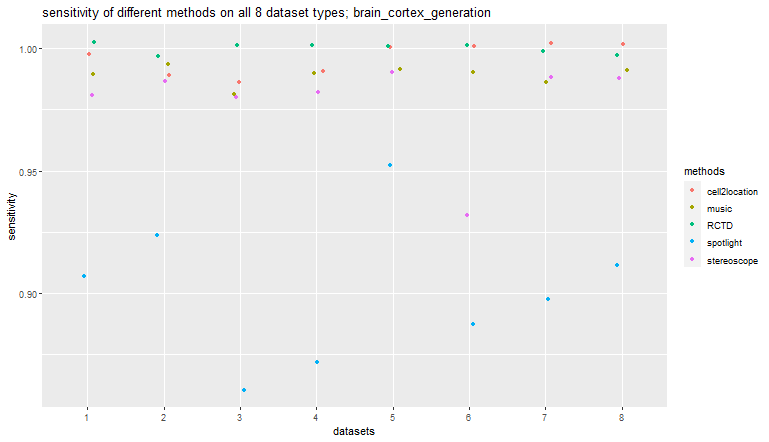 sensitivity of different methods on all 8 dataset types; brain_cortex_generation
1.00
0.95
0.90
sensitivity
1 2 3 4 5 6 7 8
datasets
methods
cell2location
music
RCTD
spotlight
stereoscope